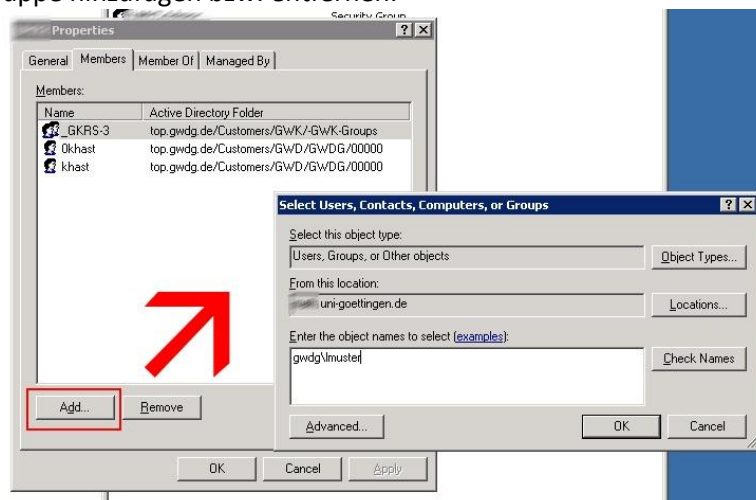 hinzufügen bzw. entfernen.
Security Group
Properties
General Members Member Of Managed By
Members:
Name Active Directory Folder
_GKRS-3 top.gwdg.de/Customers/GWK/-GWK-Groups
0khast top.gwdg.de/Customers/GWD/GWDG/00000
khast top.gwdg.de/Customers/GWD/GWDG/00000
Add... Remove
OK Cancel Apply
Select Users, Contacts, Computers, or Groups
Select this object type:
Users, Groups, or Other objects Object Types...
From this location:
uni-goettingen.de Locations...
Enter the object names to select (examples):
gwdg\lmuster Check Names
Advanced... OK Cancel